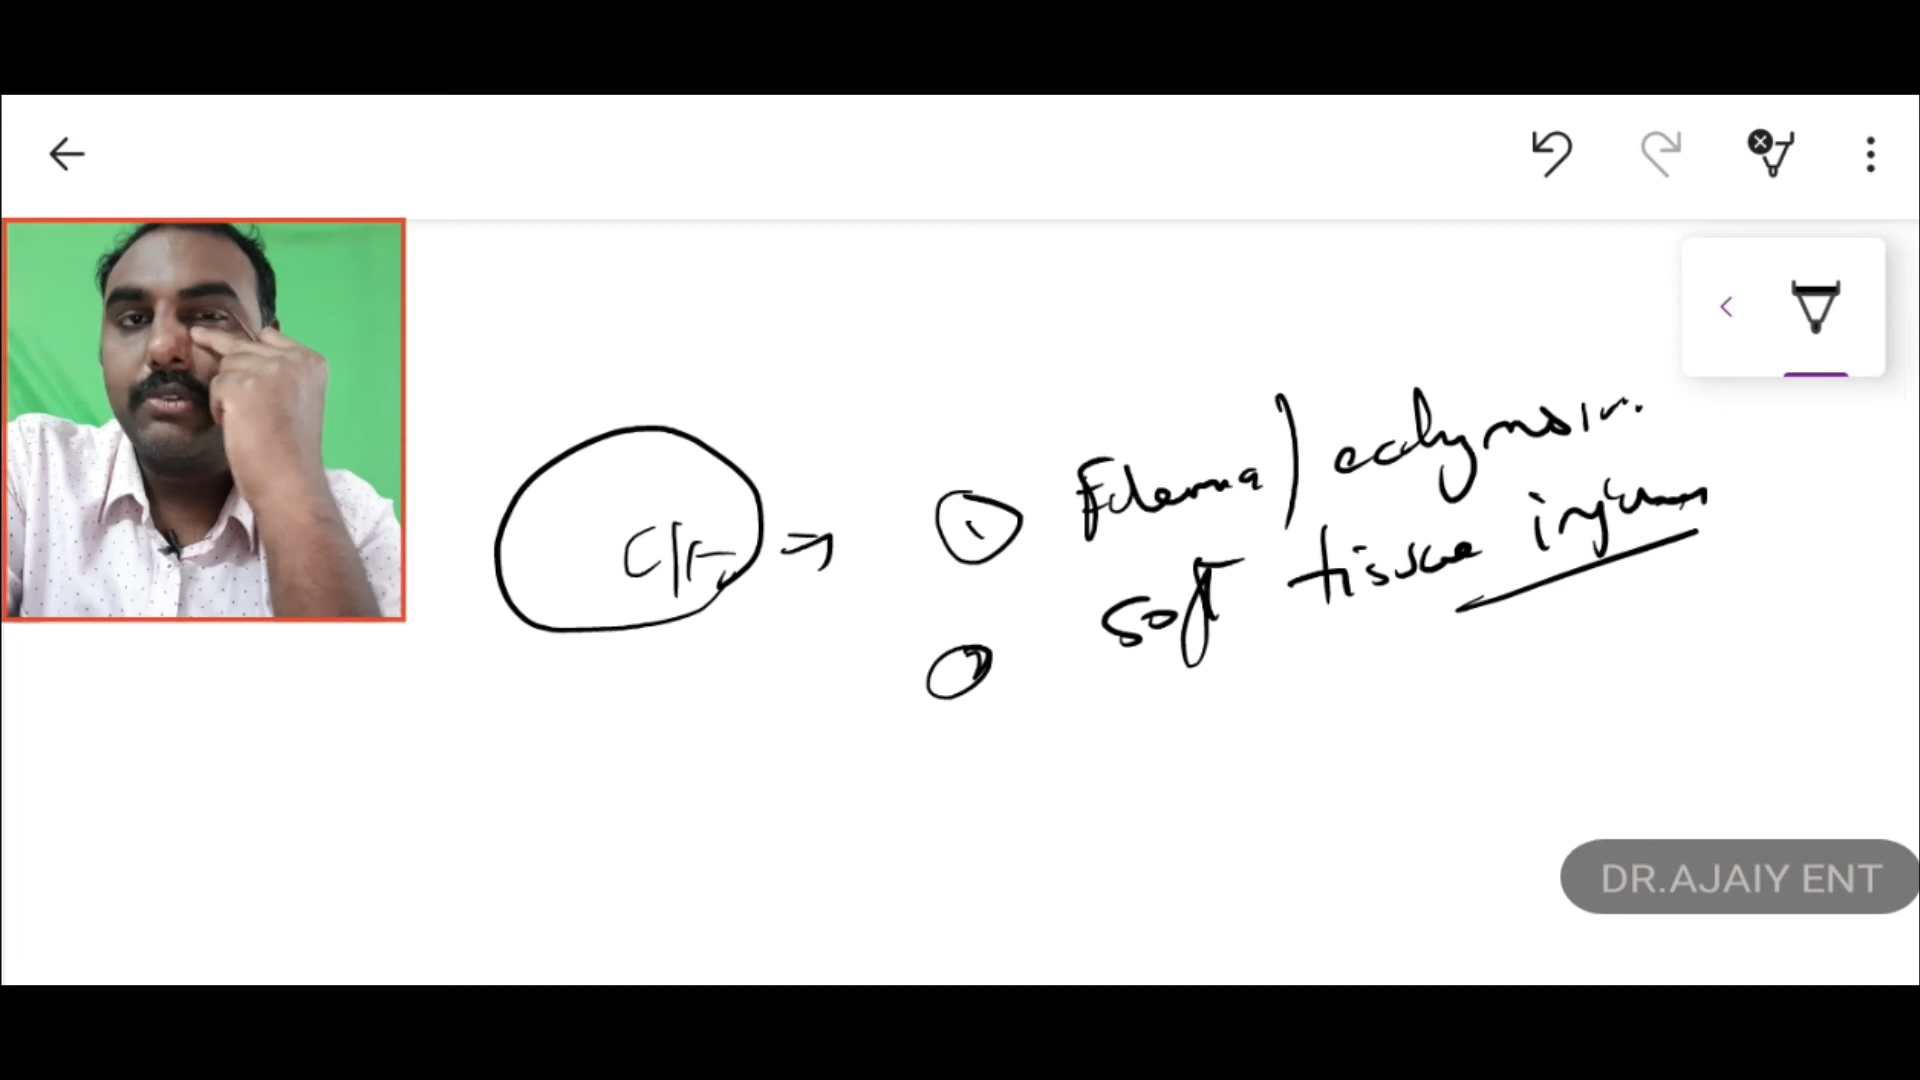 C/F →
① Edema / ecchymosis.
soft tissue injury
②
DR.AJAIY ENT